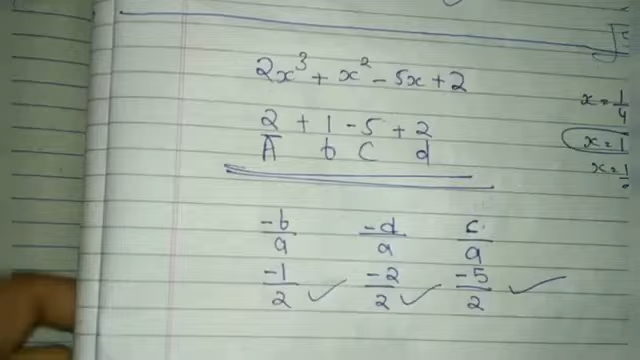 2x³ + x² - 5x + 2
x = 1/4
2 + 1 - 5 + 2
A b c d
x = 1
-b/a -d/a c/a
-1/2 ✓ -2/2 ✓ -5/2 ✓